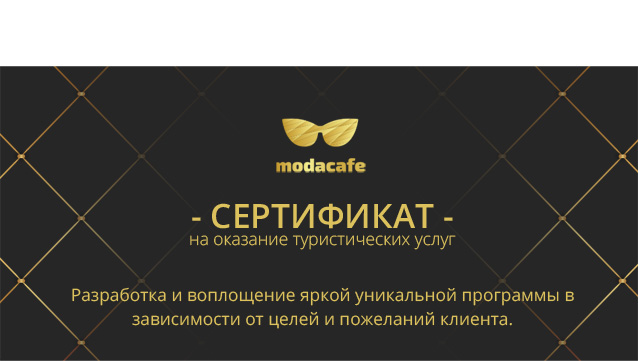 modacafe
- СЕРТИФИКАТ -
на оказание туристических услуг
Разработка и воплощение яркой уникальной программы в
зависимости от целей и пожеланий клиента.